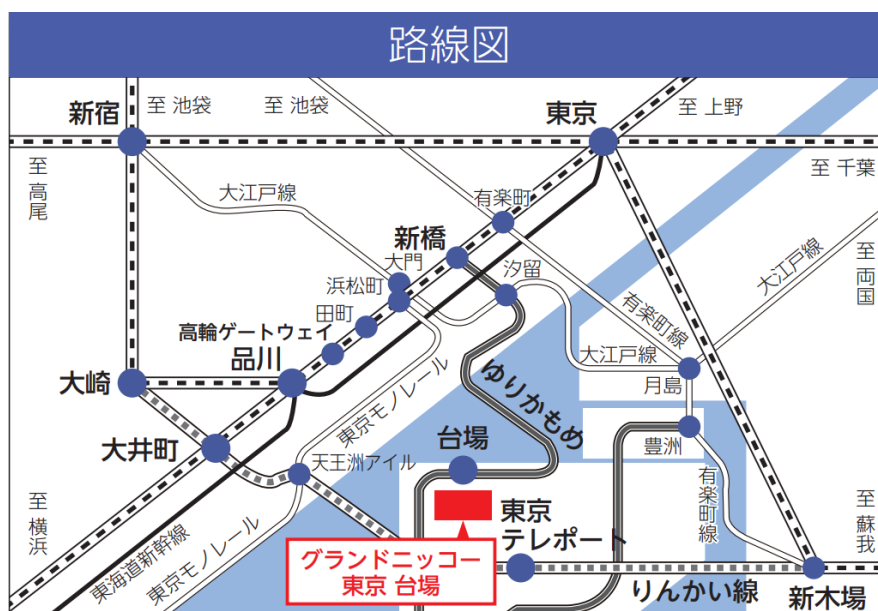 路線図
新宿
至 池袋
至 池袋
東京
至 上野
至 高尾
至 千葉
大江戸線
有楽町
新橋
大門
汐留
浜松町
田町
高輪ゲートウェイ
品川
大江戸線
至 両国
有楽町線
大江戸線
月島
大崎
東京モノレール
ゆりかもめ
大井町
天王洲アイル
台場
豊洲
有楽町線
至 横浜
東海道新幹線
東京モノレール
グランドニッコー
東京 台場
東京
テレポート
りんかい線
新木場
至 蘇我